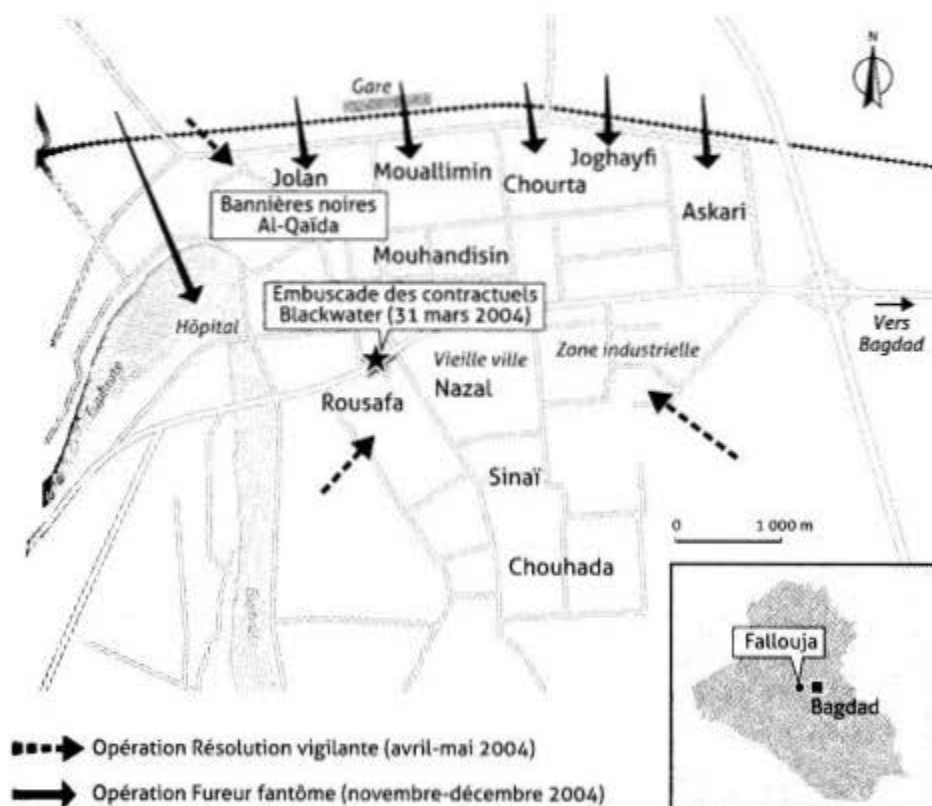 N
Gare
Jolan
Mouallimin
Chourta
Joghayfi
Askari
Bannières noires
Al-Qaïda
Mouhandisin
Embuscade des contractuels
Blackwater (31 mars 2004)
Hôpital
Vers
Bagdad
Euphrate
Vieille ville
Zone industrielle
Nazal
Rousafa
Sinaï
0 1 000 m
Chouhada
Euphrate
Fallouja
Bagdad
Opération Résolution vigilante (avril-mai 2004)
Opération Fureur fantôme (novembre-décembre 2004)